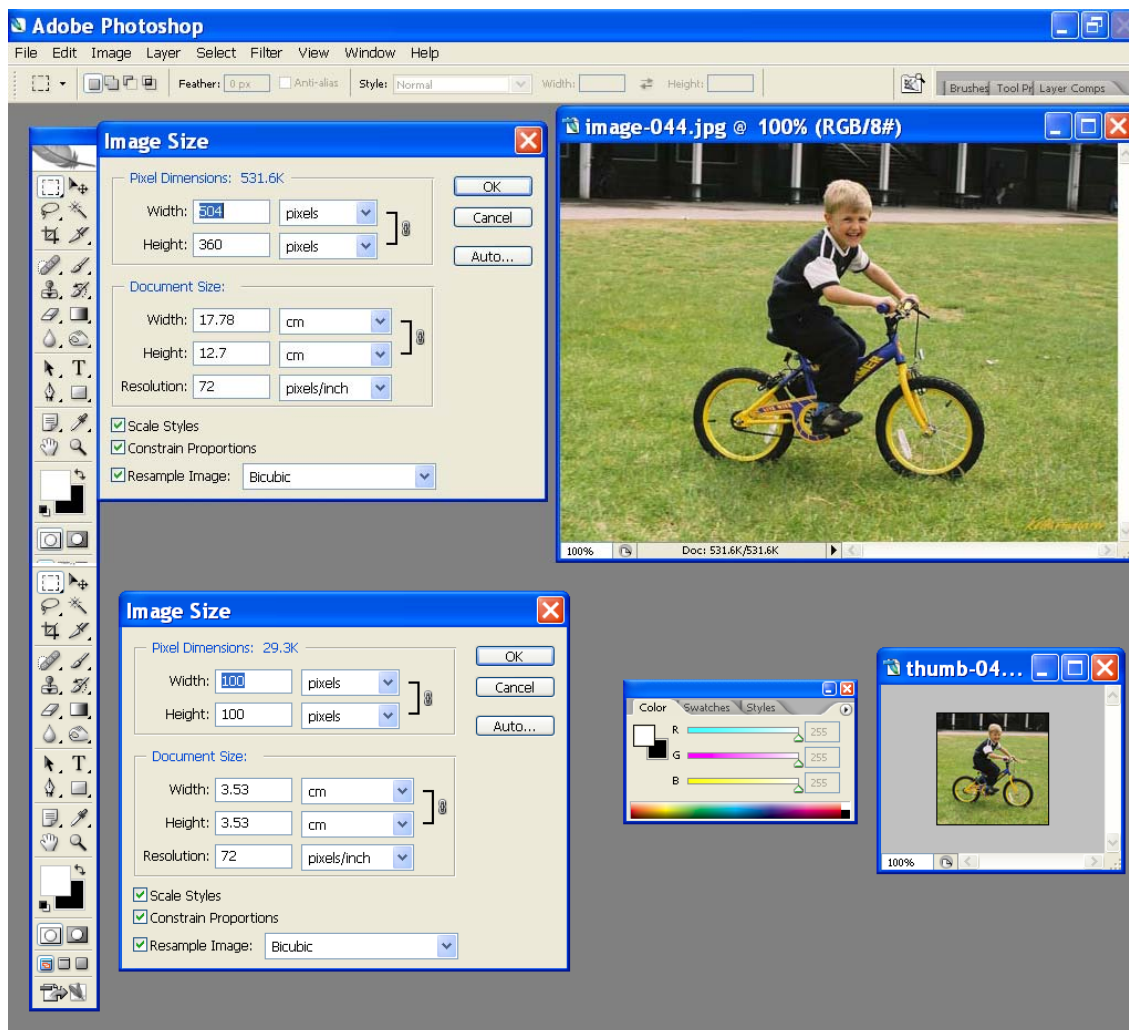 Adobe Photoshop
File Edit Image Layer Select Filter View Window Help
Feather: 0 px Anti-alias Style: Normal Width: Height: Brushes Tool Pr Layer Comps
Image Size
Pixel Dimensions: 531.6K
Width: 504 pixels
Height: 360 pixels
OK
Cancel
Auto...
Document Size:
Width: 17.78 cm
Height: 12.7 cm
Resolution: 72 pixels/inch
Scale Styles
Constrain Proportions
Resample Image: Bicubic
image-044.jpg @ 100% (RGB/8#)
100% Doc: 531.6K/531.6K
T
T
Image Size
Pixel Dimensions: 29.3K
Width: 100 pixels
Height: 100 pixels
OK
Cancel
Auto...
Document Size:
Width: 3.53 cm
Height: 3.53 cm
Resolution: 72 pixels/inch
Scale Styles
Constrain Proportions
Resample Image: Bicubic
Color Swatches Styles
R 255
G 255
B 255
thumb-04...
100%